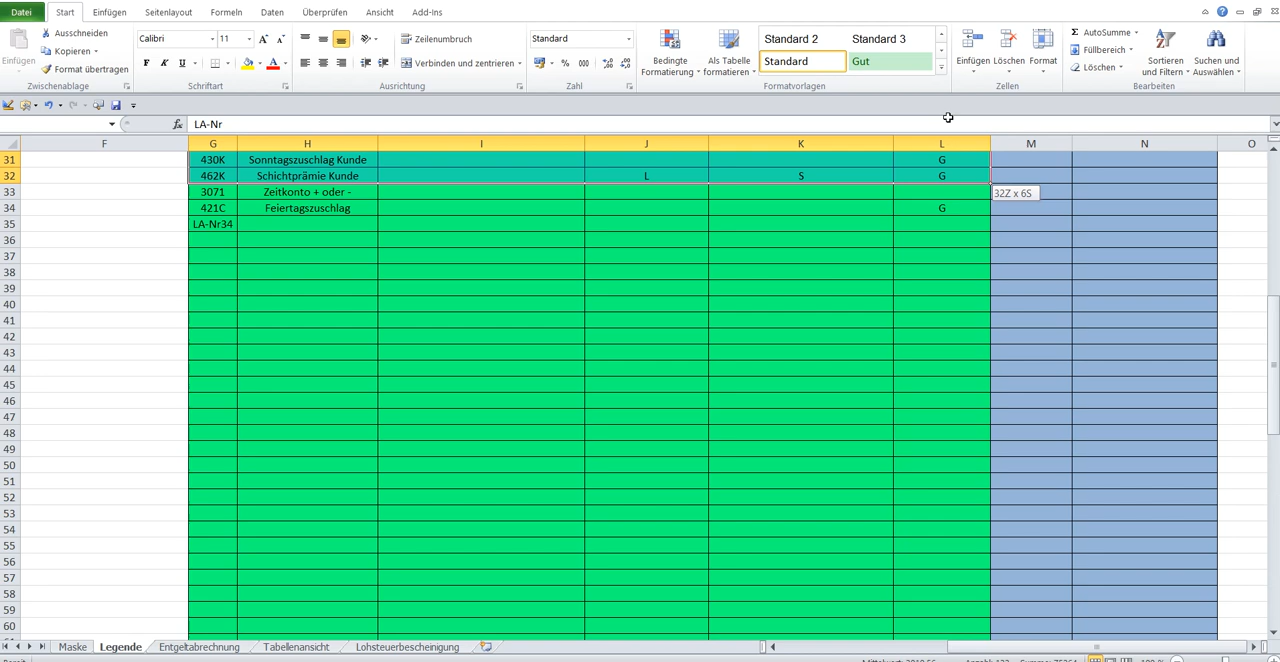 Datei Start Einfügen Seitenlayout Formeln Daten Überprüfen Ansicht Add-Ins
Einfügen
Ausschneiden
Kopieren
Format übertragen
Zwischenablage
Calibri 11
F K U
Schriftart
Zeilenumbruch
Verbinden und zentrieren
Ausrichtung
Standard
% 000
Zahl
Bedingte Formatierung
Als Tabelle formatieren
Standard 2 Standard 3
Standard Gut
Formatvorlagen
Einfügen Löschen Format
Zellen
AutoSumme
Füllbereich
Löschen
Sortieren und Filtern
Suchen und Auswählen
Bearbeiten
fx LA-Nr
F G H I J K L M N O
31 430K Sonntagszuschlag Kunde G
32 462K Schichtprämie Kunde L S G
33 3071 Zeitkonto + oder - 32Z x 6S
34 421C Feiertagszuschlag G
35 LA-Nr34
36
37
38
39
40
41
42
43
44
45
46
47
48
49
50
51
52
53
54
55
56
57
58
59
60
Maske Legende Entgeltabrechnung Tabellenansicht Lohsteuerbescheinigung